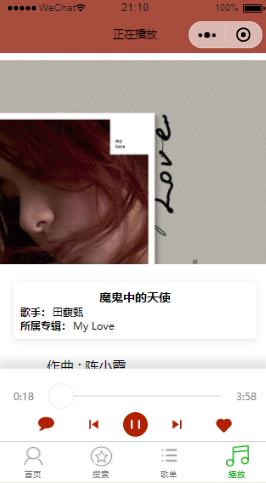 WeChat
21:10
100%
正在播放
my
love
Love
魔鬼中的天使
歌手： 田馥甄
所属专辑： My Love
作曲 : 陈小霞
0:18
3:58
首页
搜索
歌单
播放